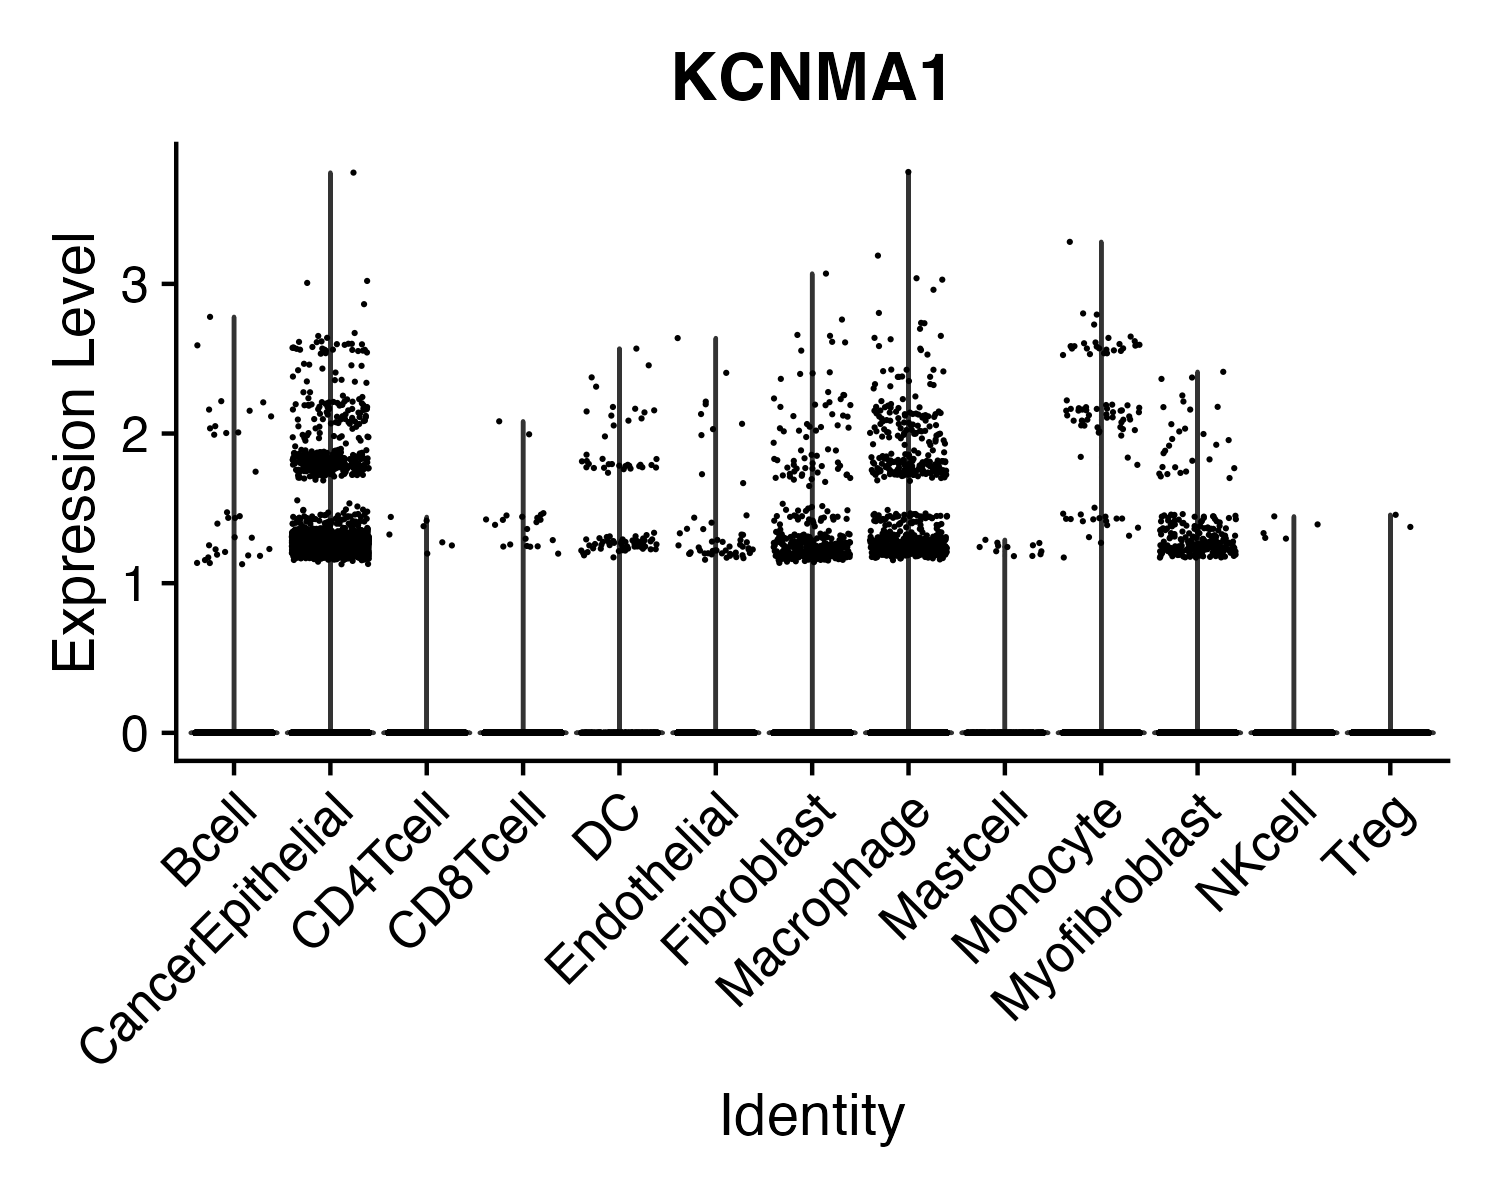 KCNMA1
Expression Level
3
2
1
0
Bcell
CancerEpithelial
CD4Tcell
CD8Tcell
DC
Endothelial
Fibroblast
Macrophage
Mastcell
Monocyte
Myofibroblast
NKcell
Treg
Identity